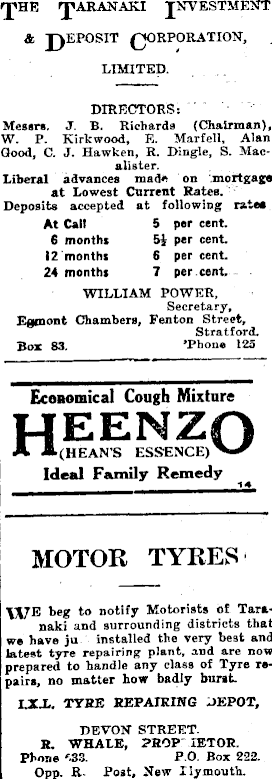 THE TARANAKI INVESTMENT
& DEPOSIT CORPORATION,
LIMITED.
DIRECTORS:
Messrs. J. B. Richards (Chairman),
W. P. Kirkwood, E. Marfell, Alan
Good, C. J. Hawken, R. Dingle, S. Mac-
alister.
Liberal advances made on mortgage
at Lowest Current Rates.
Deposits accepted at following rates
At Call 5 per cent.
6 months 5½ per cent.
12 months 6 per cent.
24 months 7 per cent.
WILLIAM POWER,
Secretary,
Egmont Chambers, Fenton Street,
Stratford.
Box 83. 'Phone 125
Economical Cough Mixture
HEENZO
(HEAN'S ESSENCE)
Ideal Family Remedy
14
MOTOR TYRES
WE beg to notify Motorists of Tara-
naki and surrounding districts that
we have ju installed the very best and
latest tyre repairing plant, and are now
prepared to handle any class of Tyre re-
pairs, no matter how badly burst.
I.X.L. TYRE REPAIRING DEPOT,
DEVON STREET.
R. WHALE, PROP IETOR.
Phone 33. P.O. Box 222.
Opp. R. Post, New Plymouth.